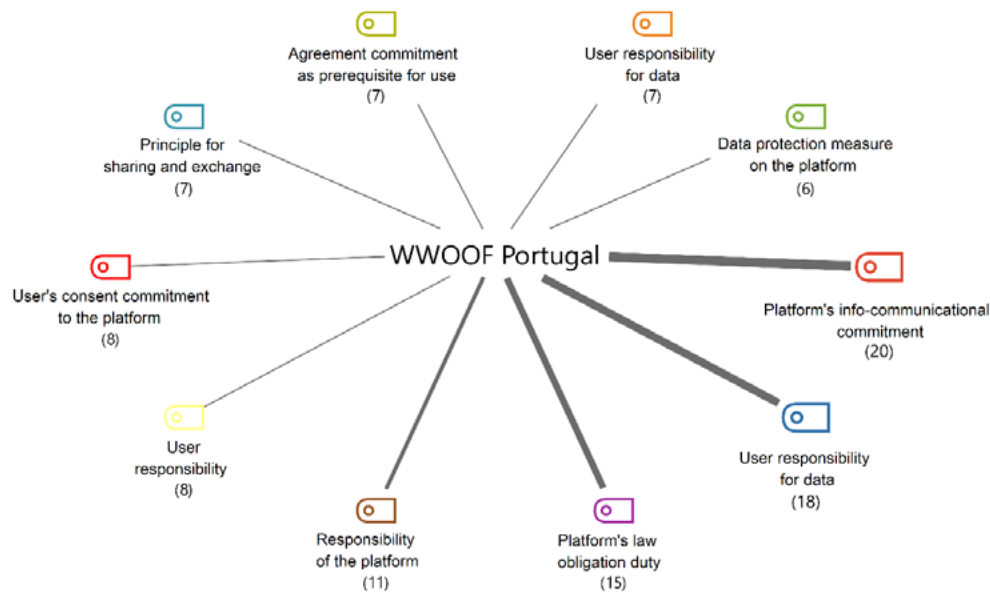 Agreement commitment
as prerequisite for use
(7)
User responsibility
for data
(7)
Principle for
sharing and exchange
(7)
Data protection measure
on the platform
(6)
WWOOF Portugal
User's consent commitment
to the platform
(8)
Platform's info-communicational
commitment
(20)
User
responsibility
(8)
User responsibility
for data
(18)
Responsibility
of the platform
(11)
Platform's law
obligation duty
(15)